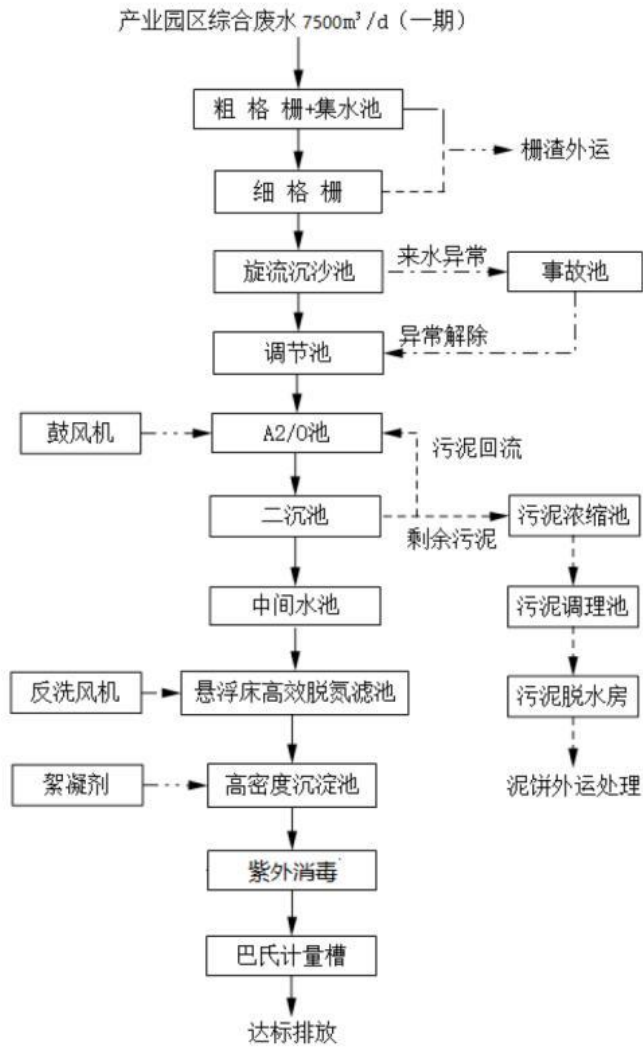 产业园区综合废水 7500m³/d（一期）
粗 格 栅+集水池
栅渣外运
细 格 栅
旋流沉沙池
来水异常
事故池
异常解除
调节池
鼓风机
A2/O池
污泥回流
二沉池
剩余污泥
污泥浓缩池
中间水池
污泥调理池
反洗风机
悬浮床高效脱氮滤池
污泥脱水房
絮凝剂
高密度沉淀池
泥饼外运处理
紫外消毒
巴氏计量槽
达标排放